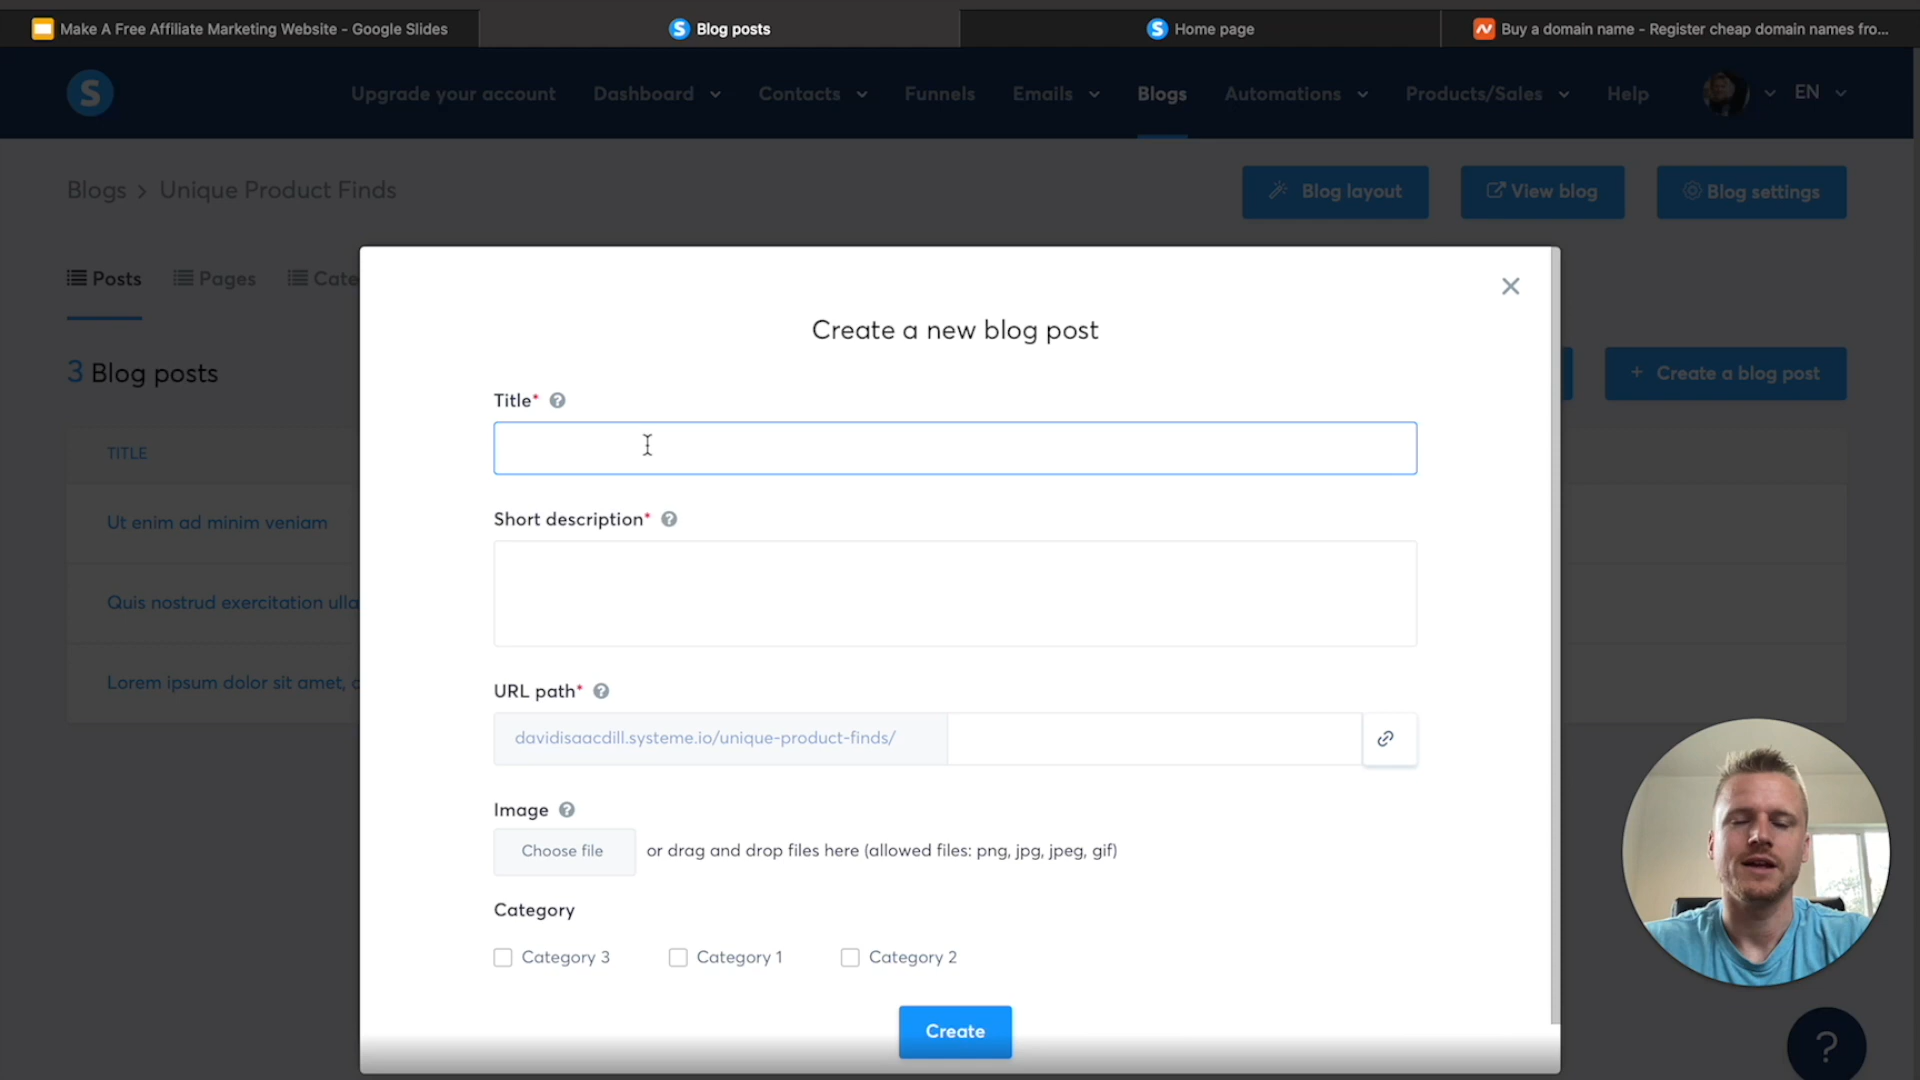 Make A Free Affiliate Marketing Website - Google Slides
Blog posts
Home page
Buy a domain name - Register cheap domain names fro...
S
Upgrade your account
Dashboard
Contacts
Funnels
Emails
Blogs
Automations
Products/Sales
Help
EN
Blogs > Unique Product Finds
Blog layout
View blog
Blog settings
Posts
Pages
Cate
3 Blog posts
+ Create a blog post
TITLE
Ut enim ad minim veniam
Quis nostrud exercitation ulla
Lorem ipsum dolor sit amet, c
Create a new blog post
Title* ?
Short description* ?
URL path* ?
davidisaacdill.systeme.io/unique-product-finds/
Image ?
Choose file
or drag and drop files here (allowed files: png, jpg, jpeg, gif)
Category
Category 3
Category 1
Category 2
Create
?